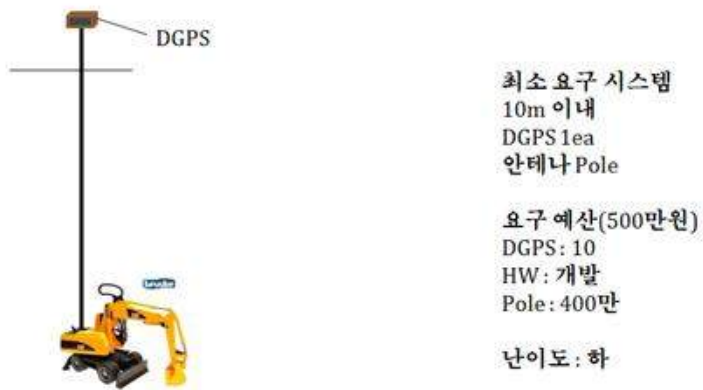 DGPS
최소 요구 시스템
10m 이내
DGPS 1ea
안테나 Pole
요구 예산(500만원)
DGPS : 10
HW : 개발
Pole : 400만
난이도 : 하